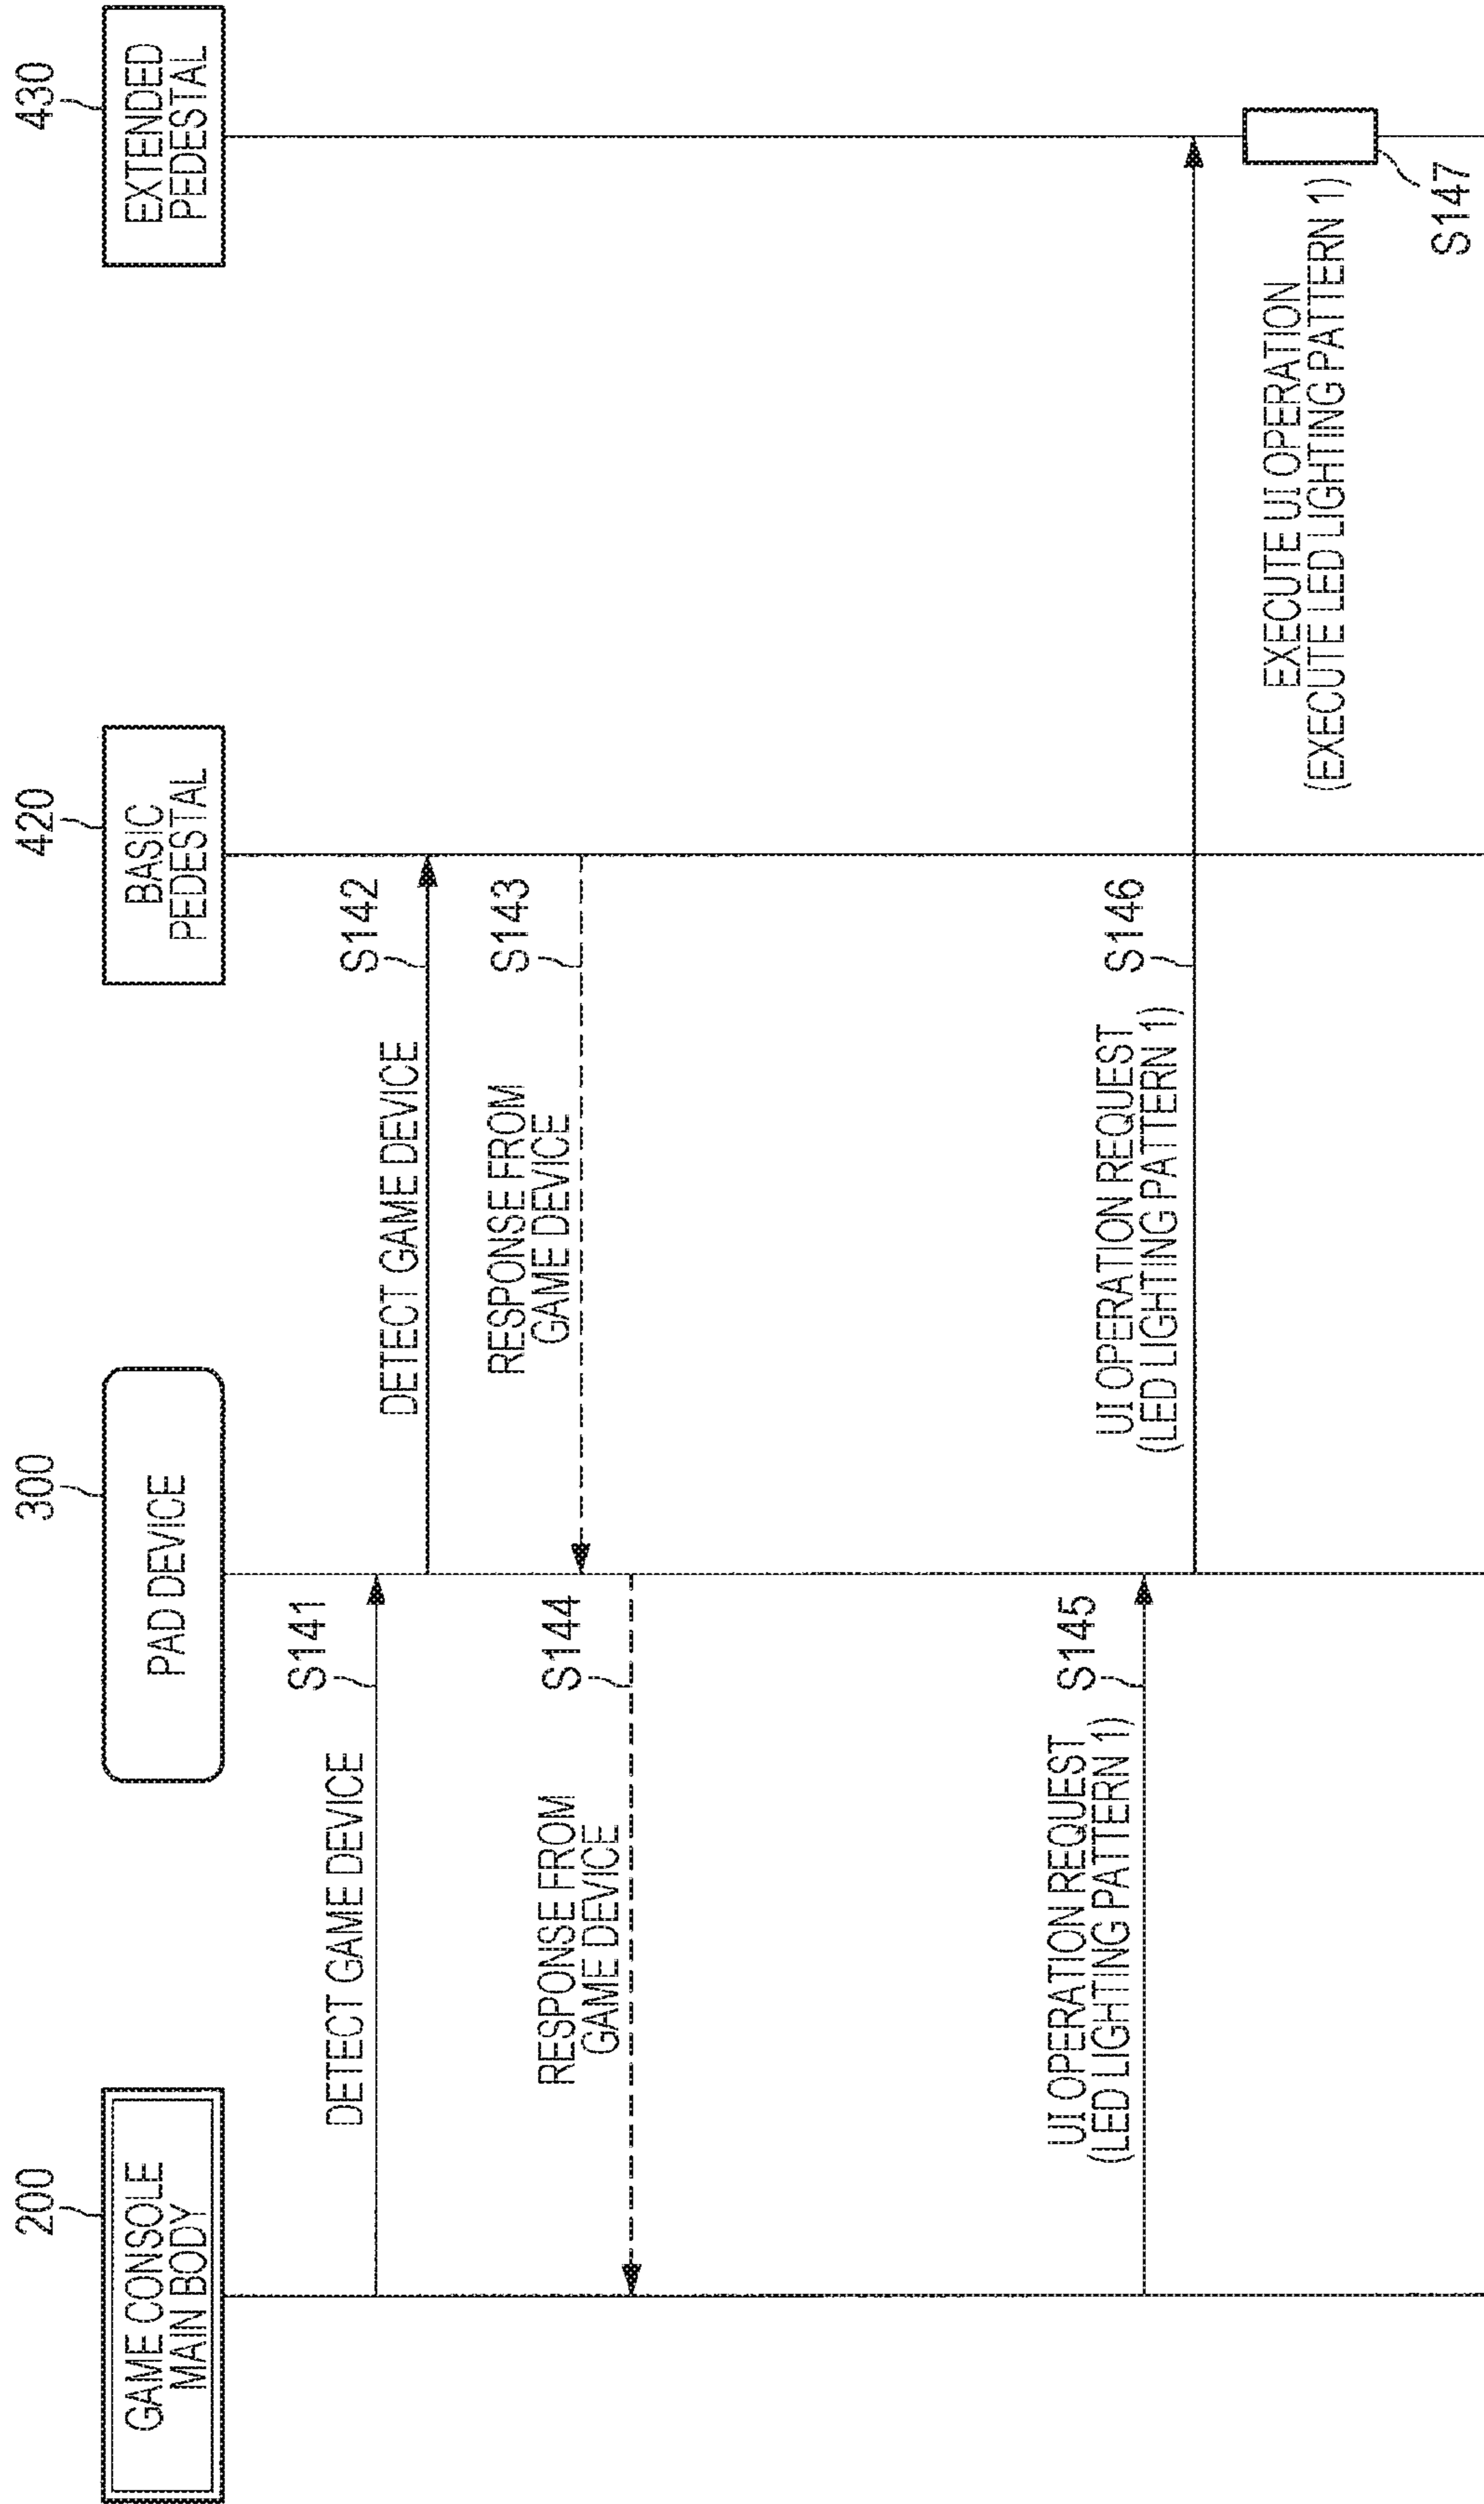 200
GAME CONSOLE
MAIN BODY
300
PAD DEVICE
420
BASIC
PEDESTAL
430
EXTENDED
PEDESTAL
DETECT GAME DEVICE
S141
DETECT GAME DEVICE
S142
RESPONSE FROM
GAME DEVICE
S143
RESPONSE FROM
GAME DEVICE
S144
UI OPERATION REQUEST
(LED LIGHTING PATTERN 1)
S145
UI OPERATION REQUEST
(LED LIGHTING PATTERN 1)
S146
EXECUTE UI OPERATION
(EXECUTE LED LIGHTING PATTERN 1)
S147